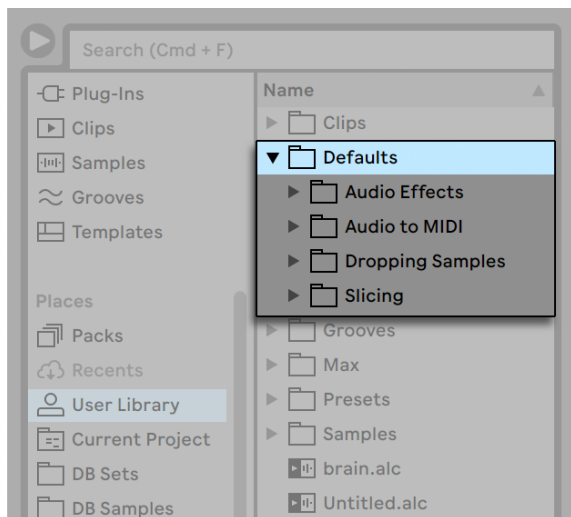 Search (Cmd + F)
Plug-Ins
Clips
Samples
Grooves
Templates
Places
Packs
Recents
User Library
Current Project
DB Sets
DB Samples
Name
Clips
Defaults
Audio Effects
Audio to MIDI
Dropping Samples
Slicing
Grooves
Max
Presets
Samples
brain.alc
Untitled.alc